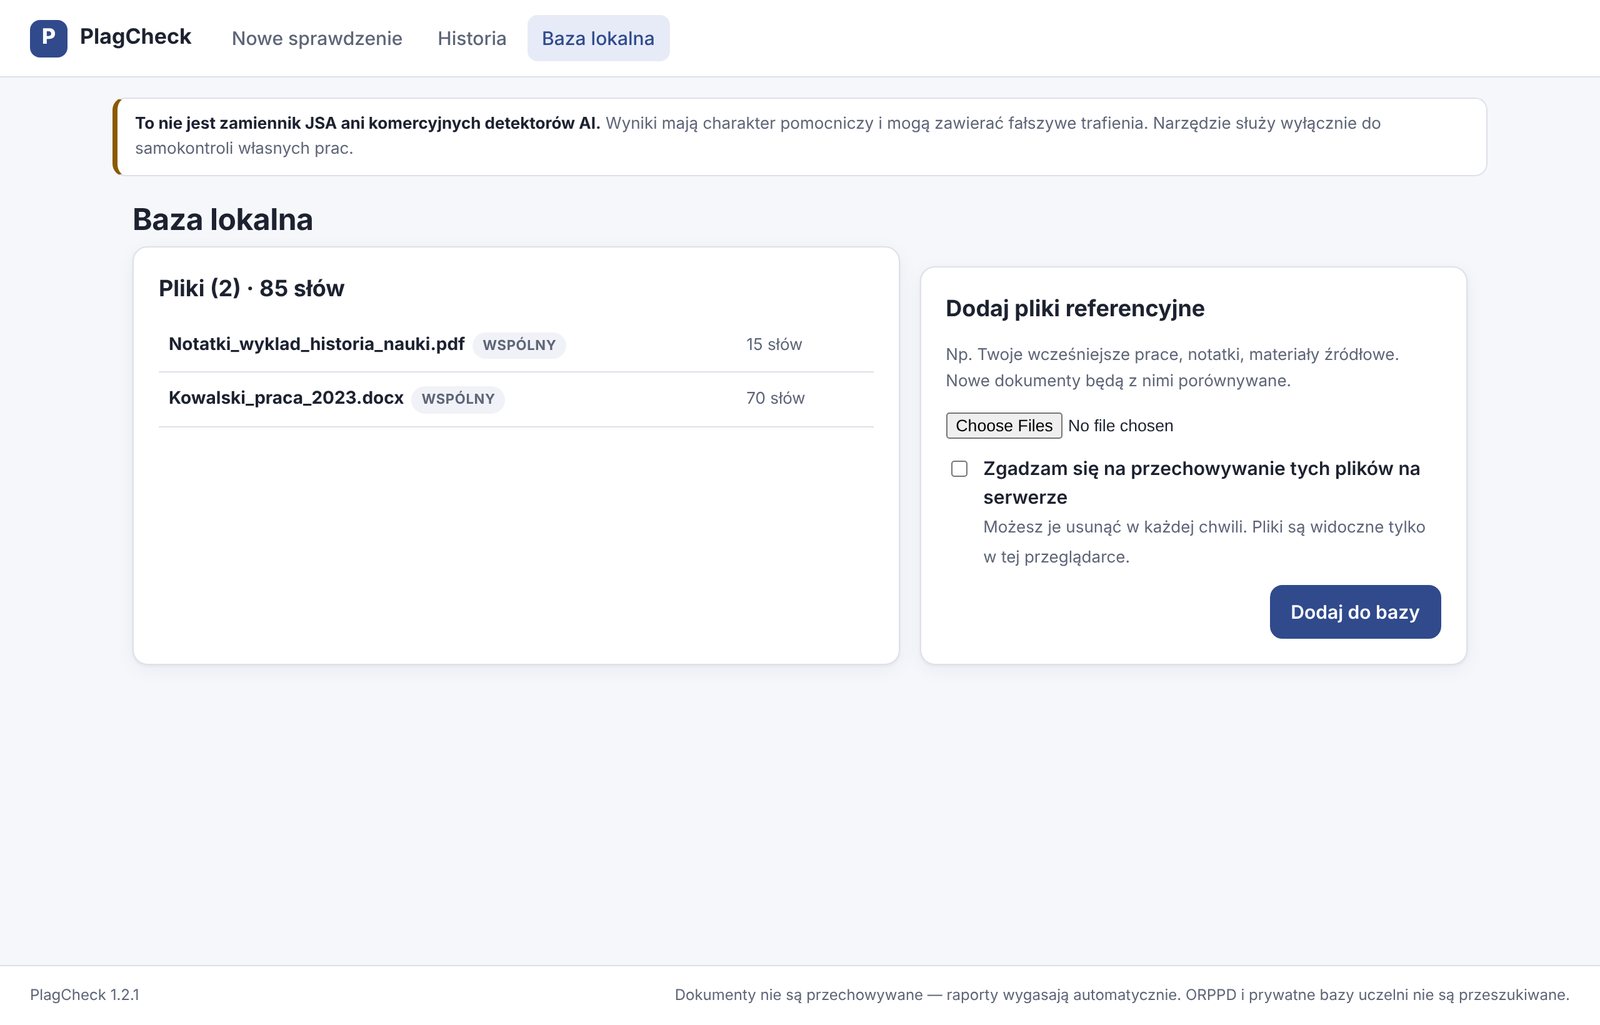 P PlagCheck Nowe sprawdzenie Historia Baza lokalna
To nie jest zamiennik JSA ani komercyjnych detektorów AI. Wyniki mają charakter pomocniczy i mogą zawierać fałszywe trafienia. Narzędzie służy wyłącznie do
samokontroli własnych prac.
Baza lokalna
Pliki (2) · 85 słów
Notatki_wyklad_historia_nauki.pdf WSPÓLNY 15 słów
Kowalski_praca_2023.docx WSPÓLNY 70 słów
Dodaj pliki referencyjne
Np. Twoje wcześniejsze prace, notatki, materiały źródłowe.
Nowe dokumenty będą z nimi porównywane.
Choose Files No file chosen
Zgadzam się na przechowywanie tych plików na
serwerze
Możesz je usunąć w każdej chwili. Pliki są widoczne tylko
w tej przeglądarce.
Dodaj do bazy
PlagCheck 1.2.1
Dokumenty nie są przechowywane — raporty wygasają automatycznie. ORPPD i prywatne bazy uczelni nie są przeszukiwane.